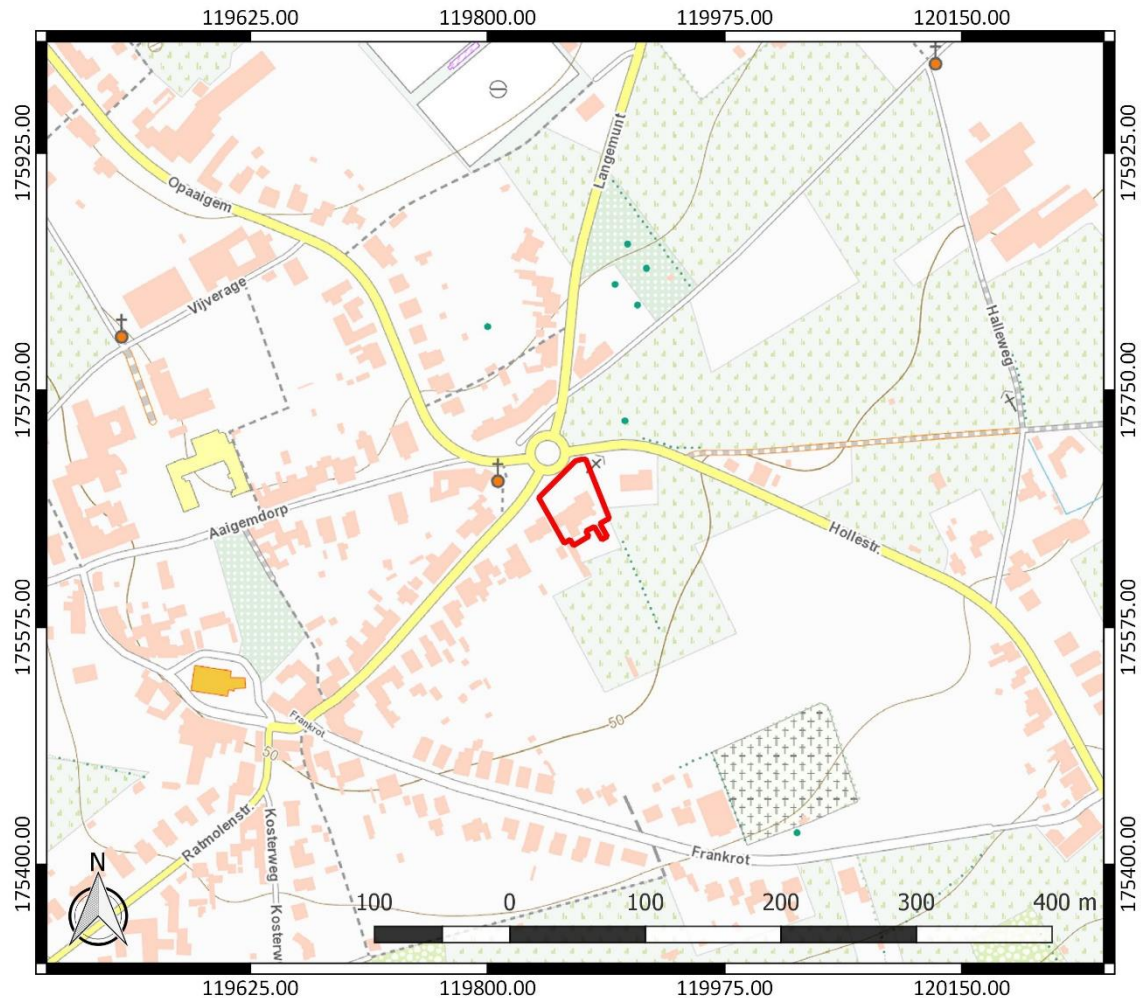 119625.00 119800.00 119975.00 120150.00
175925.00
175925.00
Langemunt
Opaaigem
Vijverage
Halleweg
175750.00
175750.00
Aaigemdorp
Hollestr.
175575.00
175575.00
50
Frankrot
50
Ratmolenstr.
Kosterweg
Kosterw
Frankrot
175400.00
175400.00
N
100 0 100 200 300 400 m
119625.00 119800.00 119975.00 120150.00